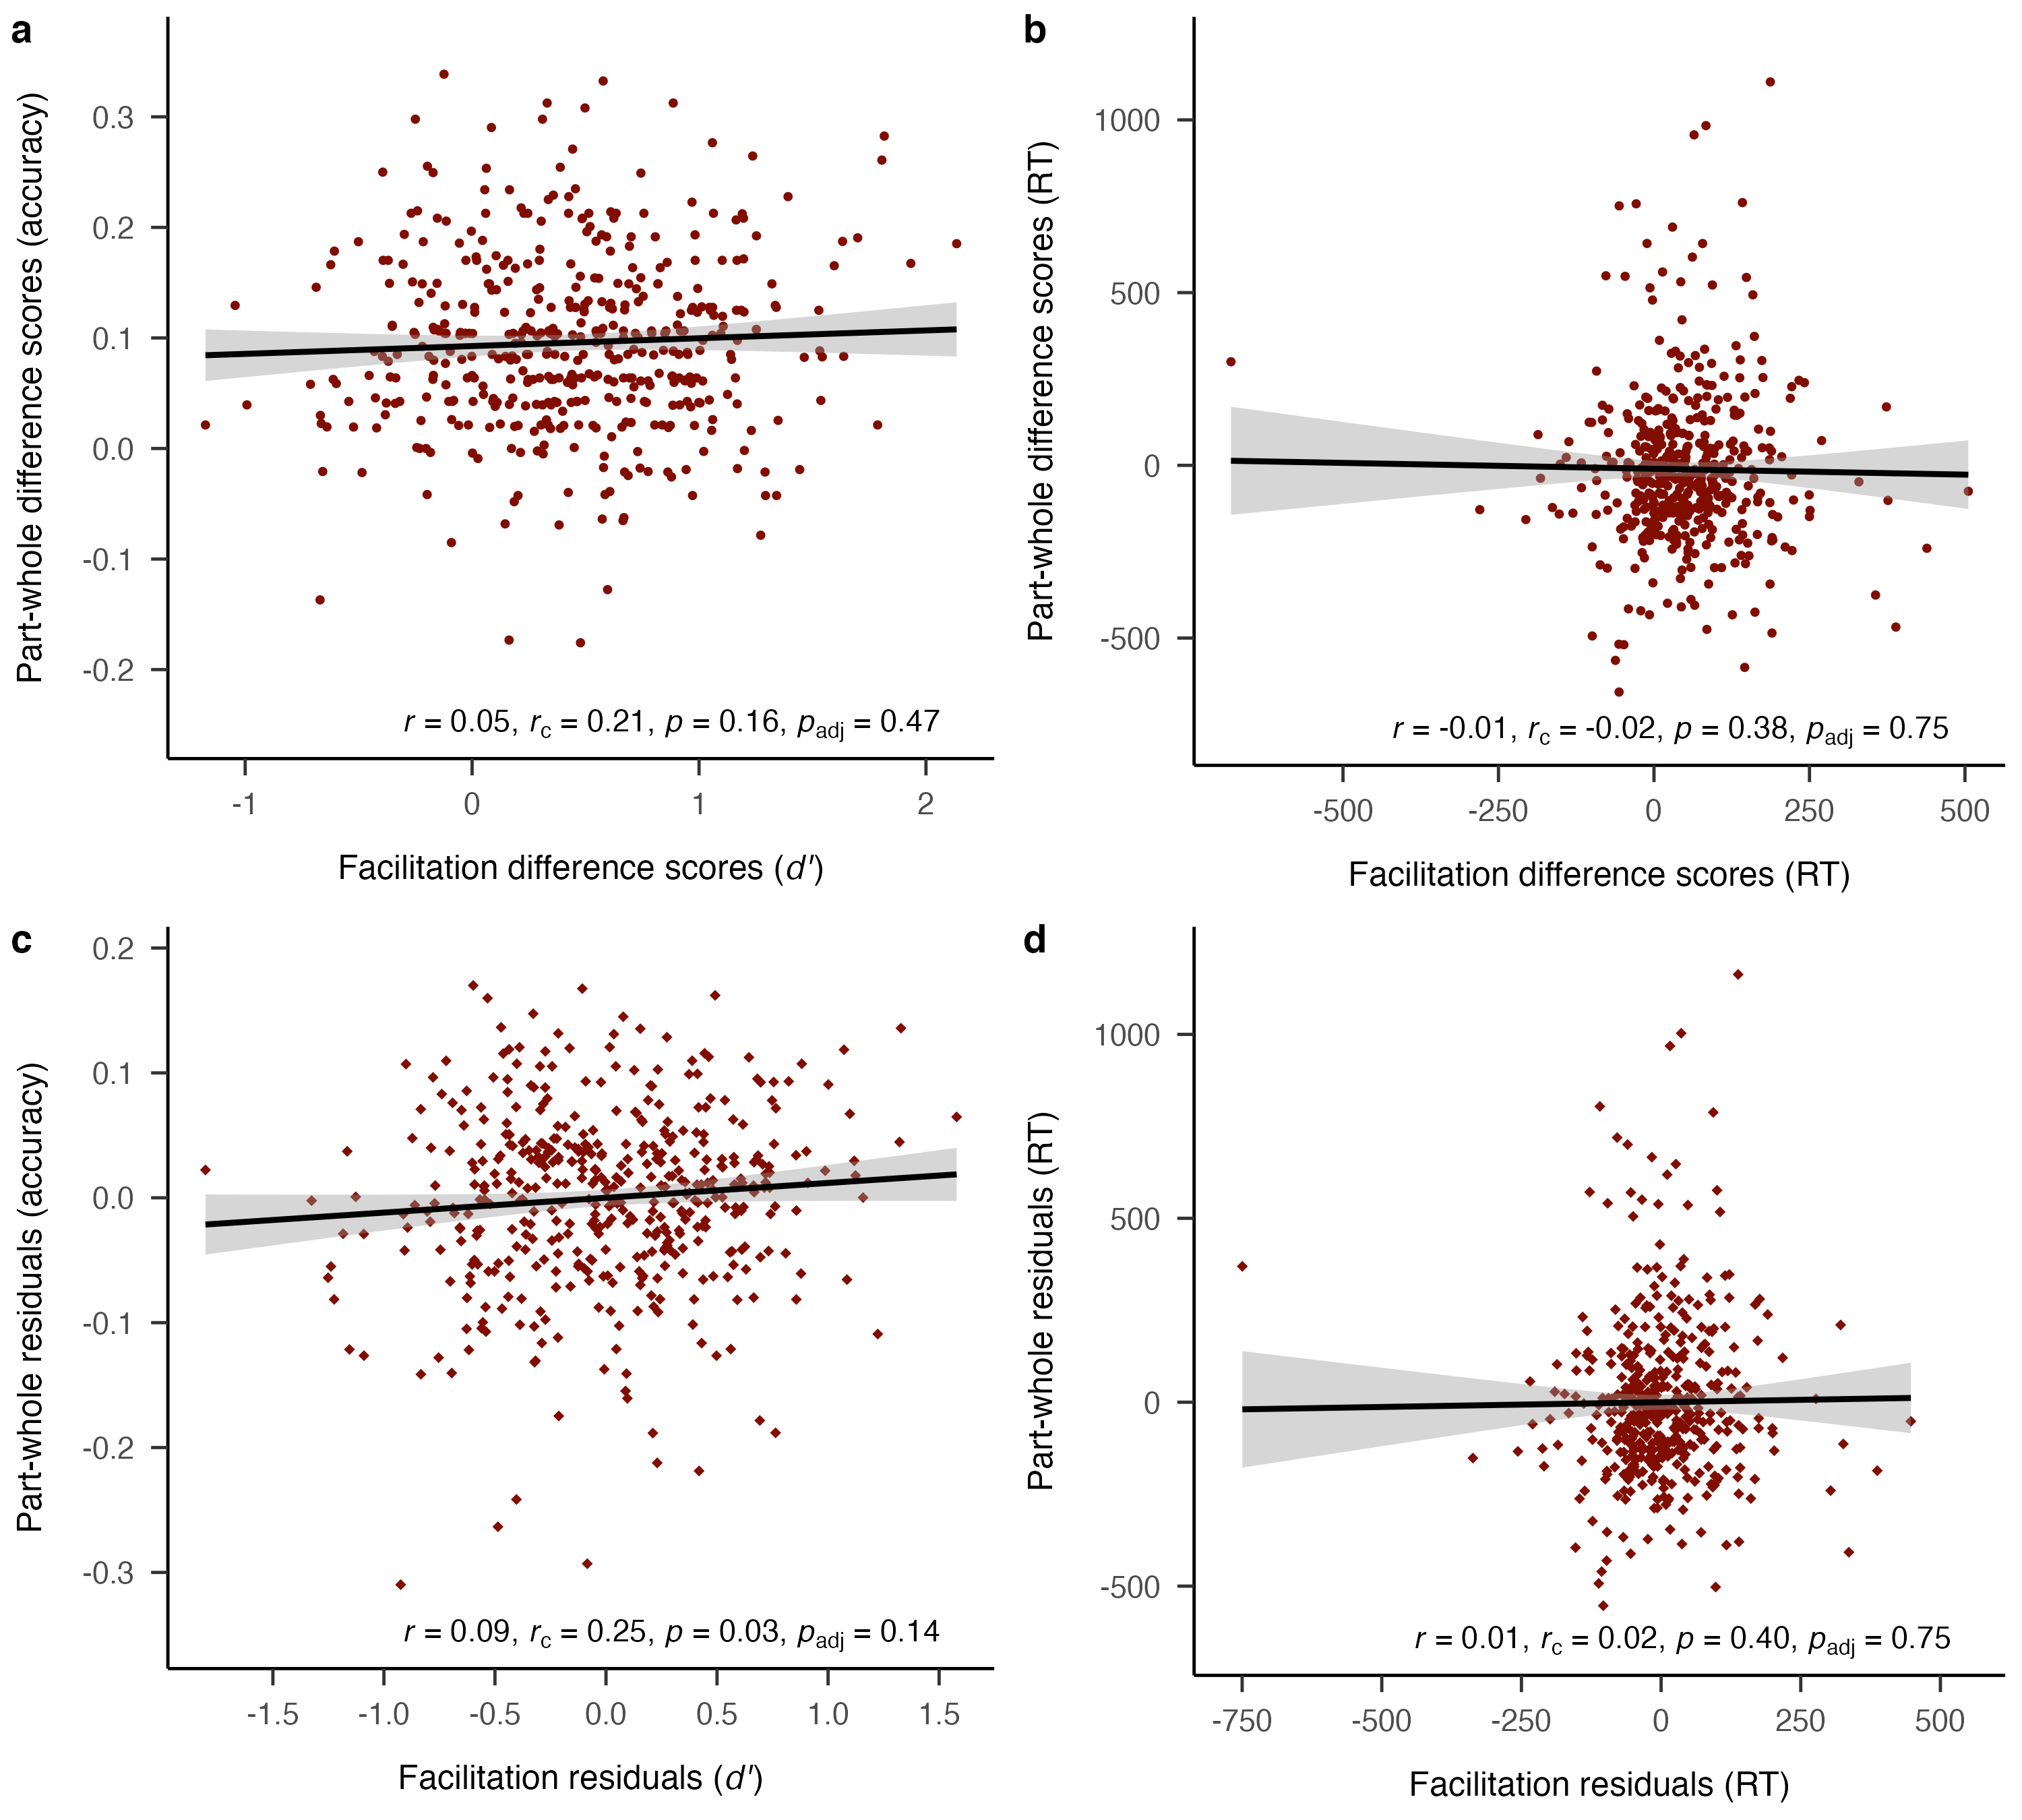 a
Part-whole difference scores (accuracy)
0.3
0.2
0.1
0.0
-0.1
-0.2
r = 0.05, rc = 0.21, p = 0.16, padj = 0.47
-1 0 1 2
Facilitation difference scores (d')
b
Part-whole difference scores (RT)
1000
500
0
-500
r = -0.01, rc = -0.02, p = 0.38, padj = 0.75
-500 -250 0 250 500
Facilitation difference scores (RT)
c
Part-whole residuals (accuracy)
0.2
0.1
0.0
-0.1
-0.2
-0.3
r = 0.09, rc = 0.25, p = 0.03, padj = 0.14
-1.5 -1.0 -0.5 0.0 0.5 1.0 1.5
Facilitation residuals (d')
d
Part-whole residuals (RT)
1000
500
0
-500
r = 0.01, rc = 0.02, p = 0.40, padj = 0.75
-750 -500 -250 0 250 500
Facilitation residuals (RT)